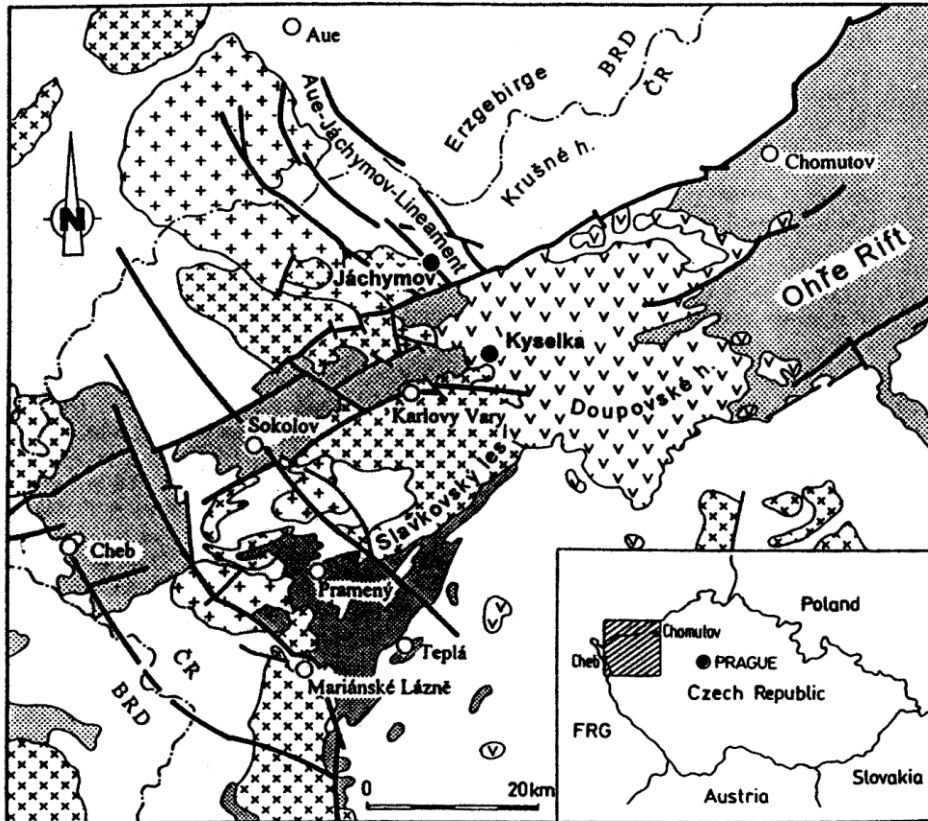 Aue
BRD
ČR
Erzgebirge
Krušné h.
Aue-Jáchymov-Lineament
Chomutov
N
Ohře Rift
Jáchymov
Kyselka
Doupovské h.
Karlovy Vary
Sokolov
Slavkovský les
Cheb
Pramený
Teplá
ČR
BRD
Mariánské Lázně
0 20km
Poland
Chomutov
Cheb
PRAGUE
Czech Republic
FRG
Slovakia
Austria